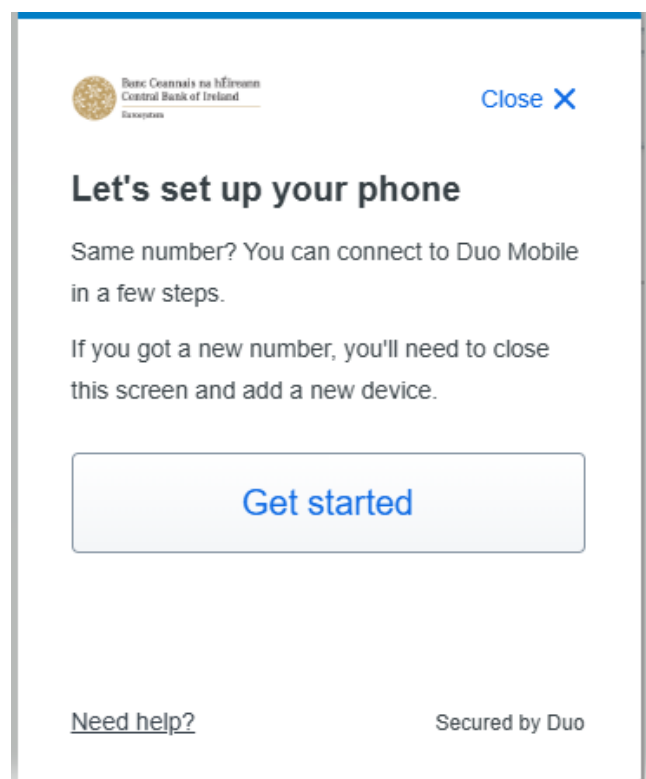 Banc Ceannais na hÉireann
Central Bank of Ireland
Eurosystem
Close
Let's set up your phone
Same number? You can connect to Duo Mobile
in a few steps.
If you got a new number, you'll need to close
this screen and add a new device.
Get started
Need help?
Secured by Duo